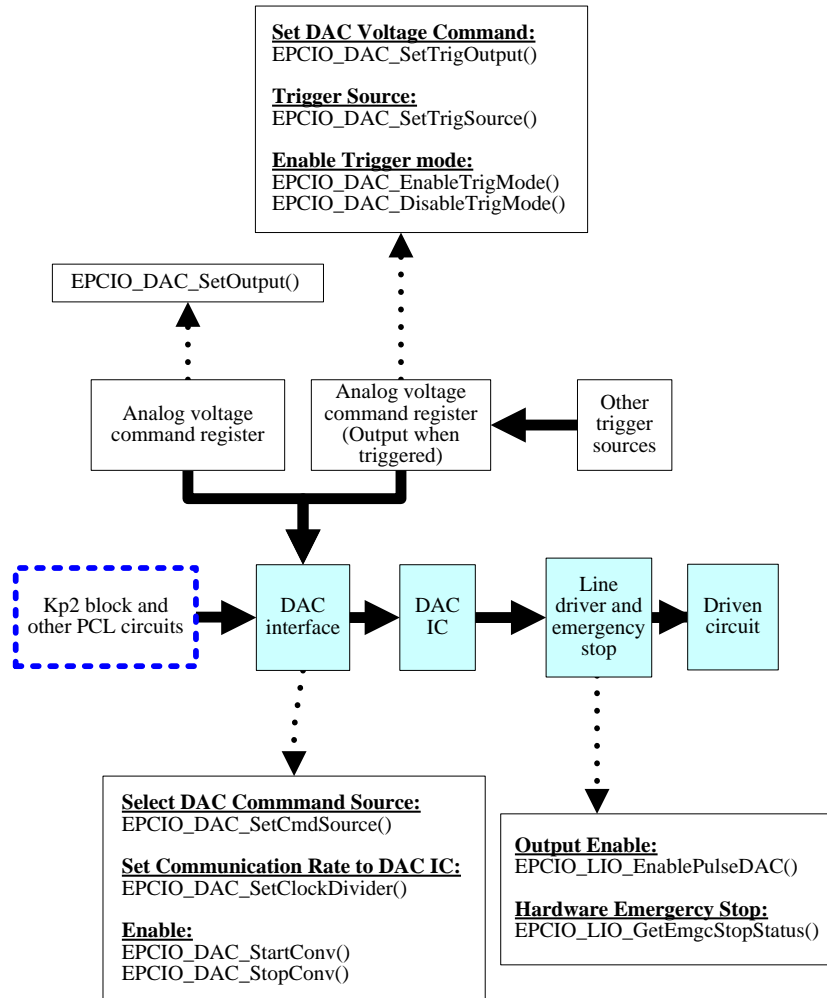 Set DAC Voltage Command:
EPCIO_DAC_SetTrigOutput()
Trigger Source:
EPCIO_DAC_SetTrigSource()
Enable Trigger mode:
EPCIO_DAC_EnableTrigMode()
EPCIO_DAC_DisableTrigMode()
EPCIO_DAC_SetOutput()
Analog voltage
command register
Analog voltage
command register
(Output when
triggered)
Other
trigger
sources
Kp2 block and
other PCL circuits
DAC
interface
DAC
IC
Line
driver and
emergency
stop
Driven
circuit
Select DAC Commmand Source:
EPCIO_DAC_SetCmdSource()
Set Communication Rate to DAC IC:
EPCIO_DAC_SetClockDivider()
Enable:
EPCIO_DAC_StartConv()
EPCIO_DAC_StopConv()
Output Enable:
EPCIO_LIO_EnablePulseDAC()
Hardware Emergercy Stop:
EPCIO_LIO_GetEmgcStopStatus()